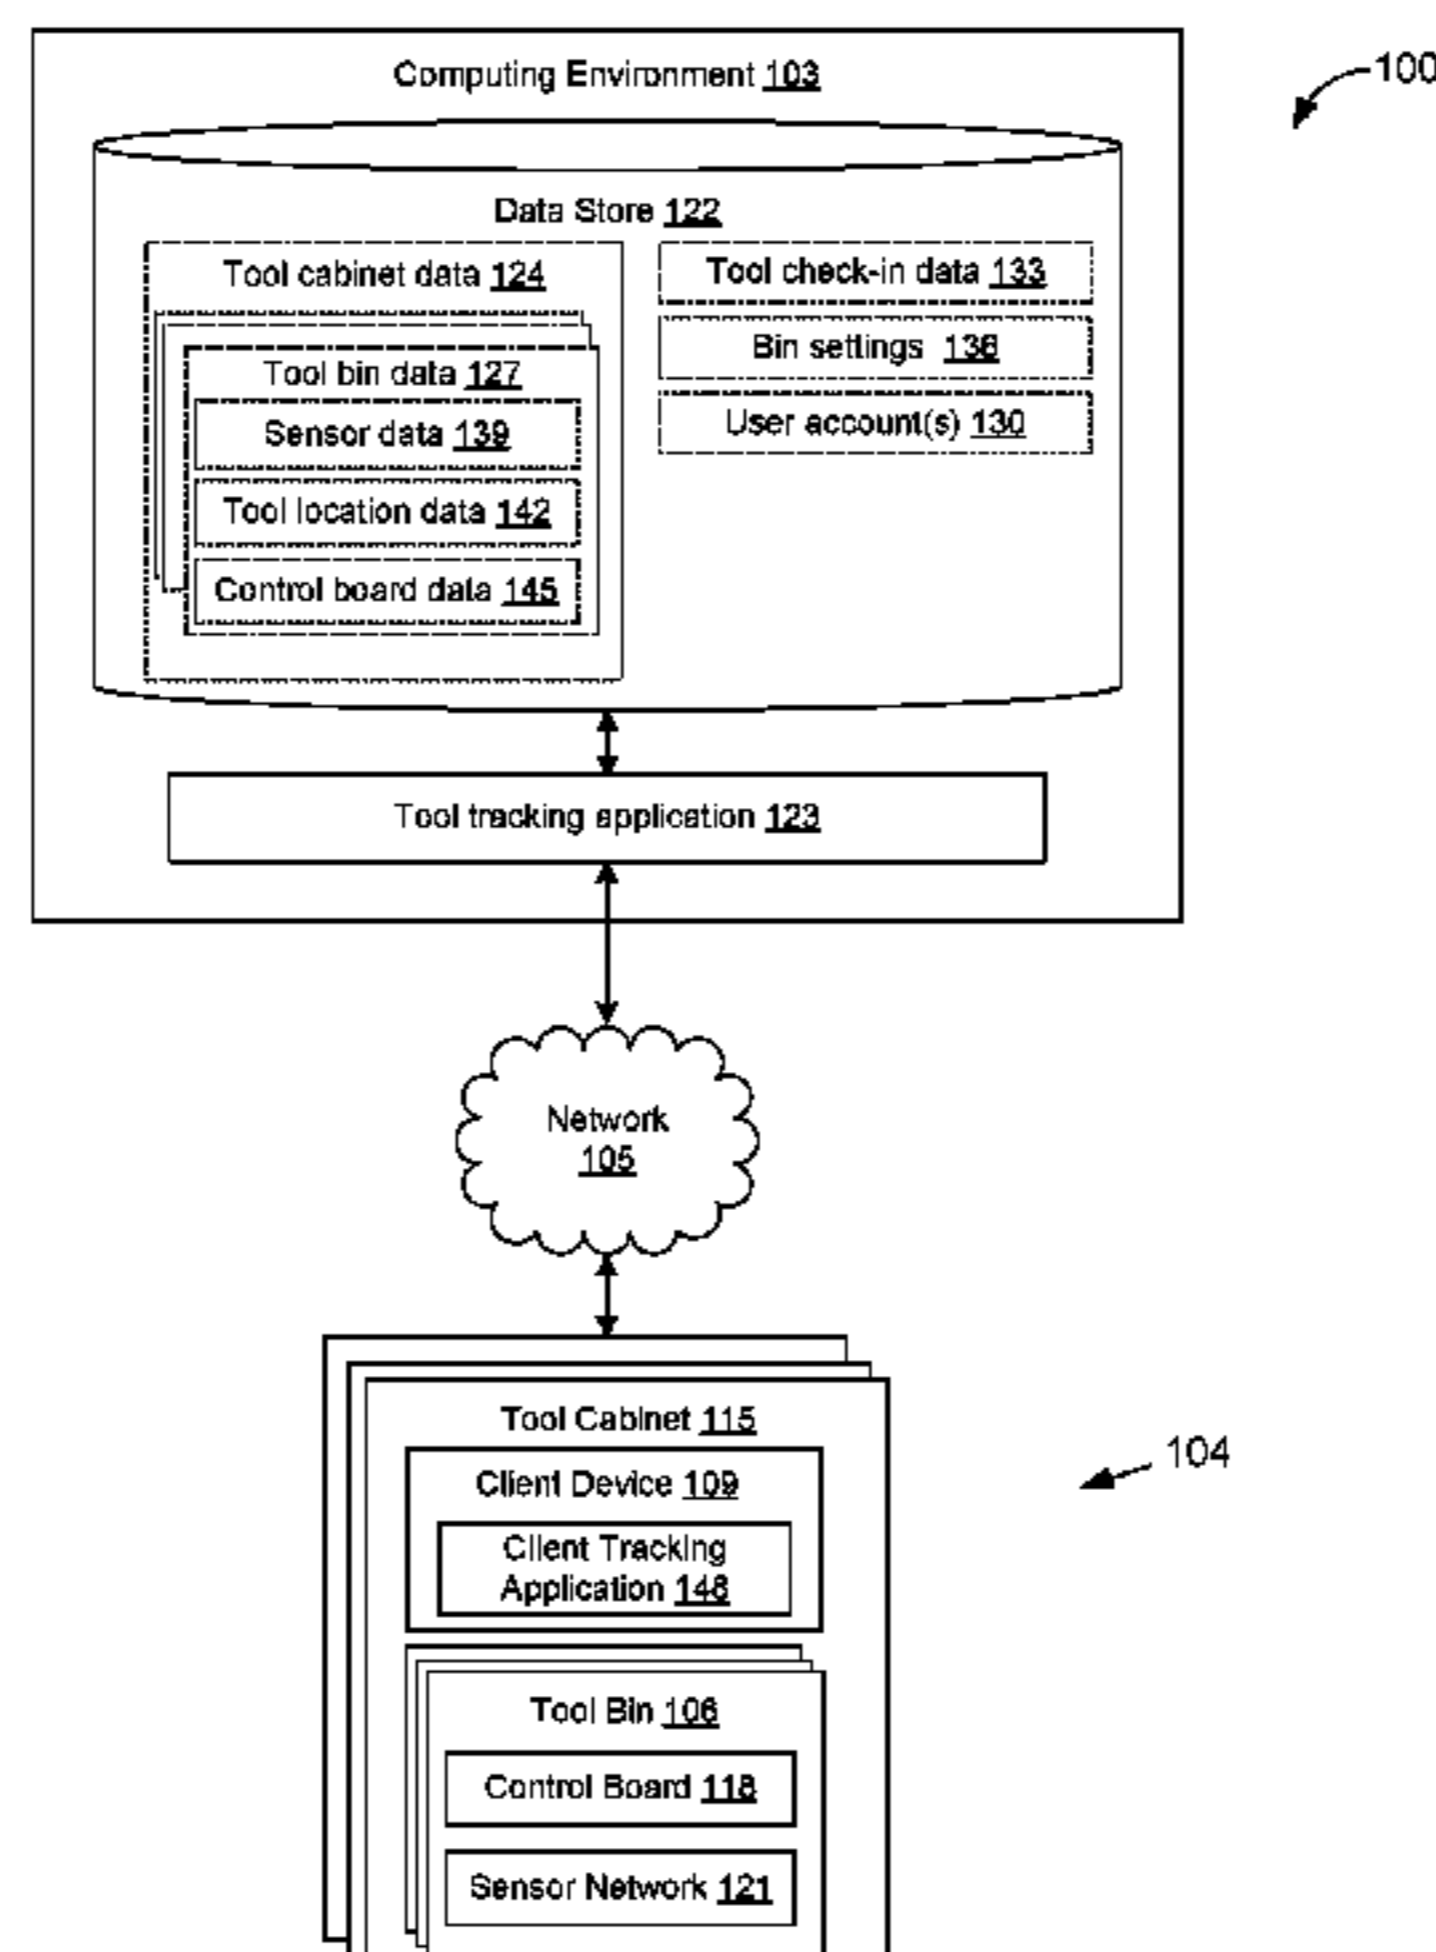 Computing Environment 103
100
Data Store 122
Tool cabinet data 124
Tool bin data 127
Sensor data 139
Tool location data 142
Control board data 145
Tool check-in data 133
Bin settings 136
User account(s) 130
Tool tracking application 123
Network
105
104
Tool Cabinet 115
Client Device 109
Client Tracking
Application 148
Tool Bin 106
Control Board 118
Sensor Network 121